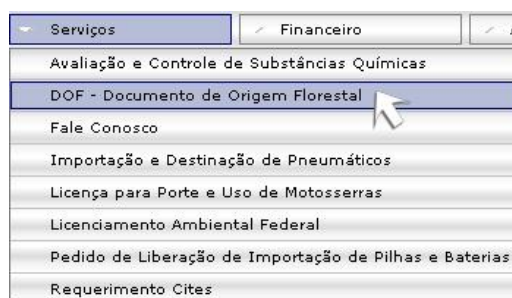 Serviços
Financeiro
Avaliação e Controle de Substâncias Químicas
DOF - Documento de Origem Florestal
Fale Conosco
Importação e Destinação de Pneumáticos
Licença para Porte e Uso de Motosserras
Licenciamento Ambiental Federal
Pedido de Liberação de Importação de Pilhas e Baterias
Requerimento Cites